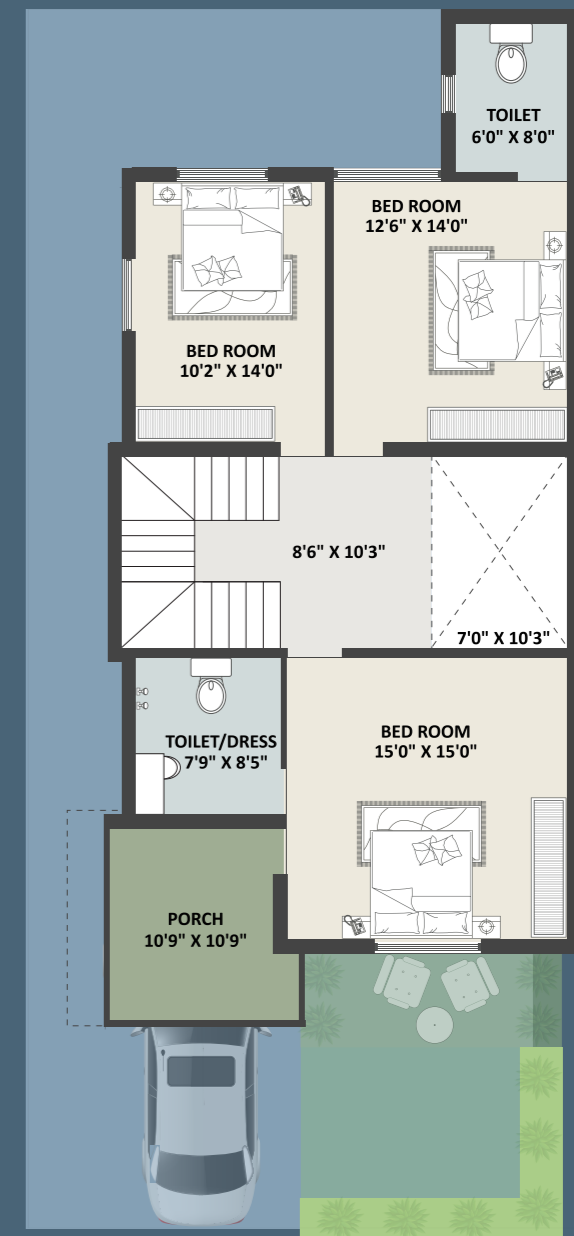 TOILET
6'0" X 8'0"
BED ROOM
12'6" X 14'0"
BED ROOM
10'2" X 14'0"
8'6" X 10'3"
7'0" X 10'3"
TOILET/DRESS
7'9" X 8'5"
BED ROOM
15'0" X 15'0"
PORCH
10'9" X 10'9"